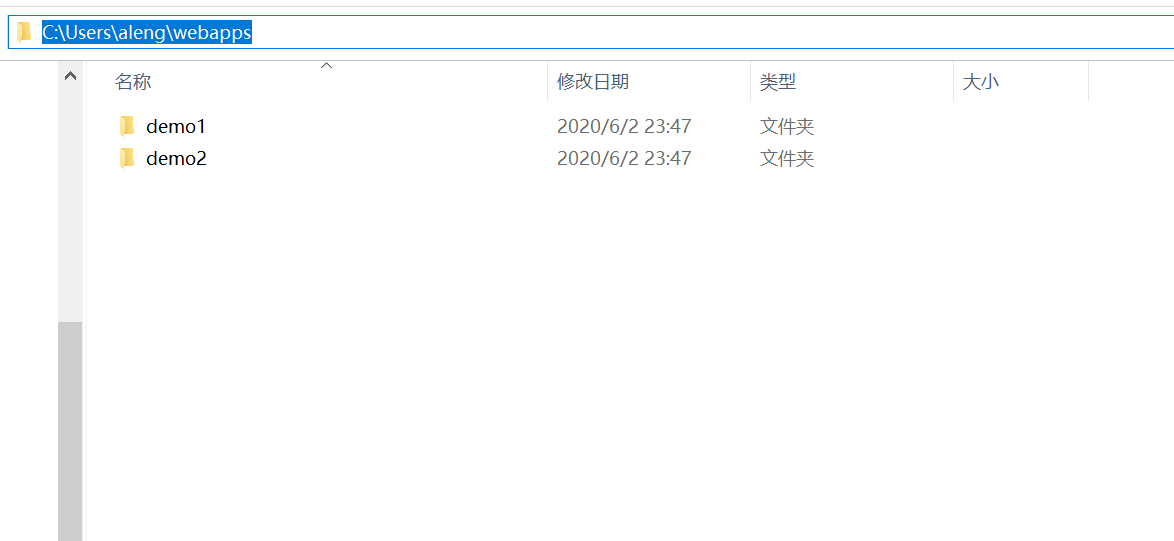 C:\Users\aleng\webapps
名称 修改日期 类型 大小
demo1 2020/6/2 23:47 文件夹
demo2 2020/6/2 23:47 文件夹